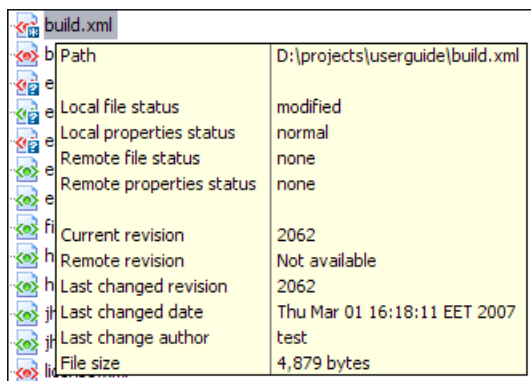 build.xml
Path D:\projects\userguide\build.xml
Local file status modified
Local properties status normal
Remote file status none
Remote properties status none
Current revision 2062
Remote revision Not available
Last changed revision 2062
Last changed date Thu Mar 01 16:18:11 EET 2007
Last change author test
File size 4,879 bytes